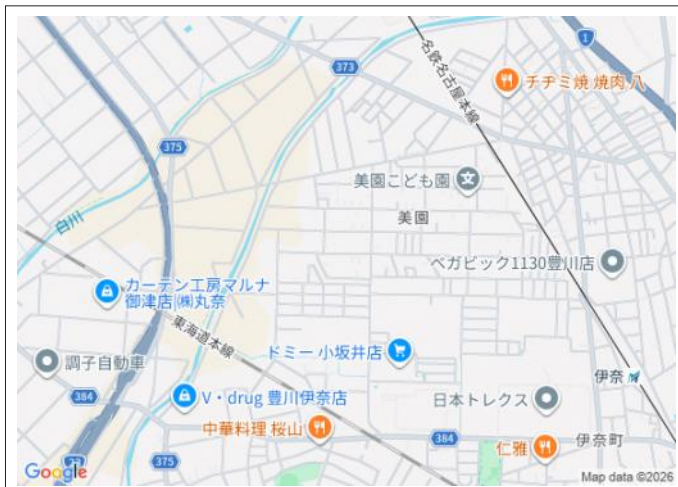 1
373
名鉄名古屋本線
チヂミ焼 焼肉 八
375
美園こども園
文
美園
白川
ベガビック1130豊川店
カーテン工房マルナ
御津店 ㈱丸奈
東海道本線
ドミー 小坂井店
調子自動車
伊奈
384
V・drug 豊川伊奈店
日本トレクス
中華料理 桜山
384
仁雅
伊奈町
23
375
Google
Map data ©2026